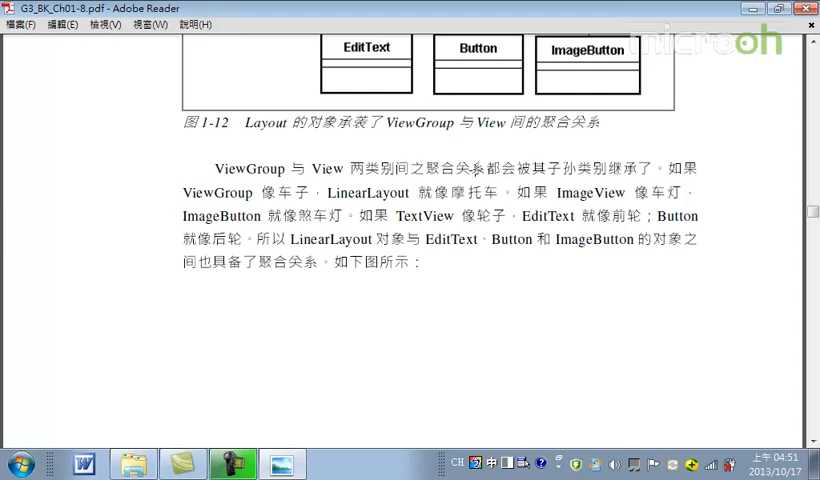 G3_BK_Ch01-8.pdf - Adobe Reader
檔案(F) 編輯(E) 檢視(V) 視窗(W) 說明(H)
microoh
EditText Button ImageButton
图 1-12 Layout 的对象承袭了 ViewGroup 与 View 间的聚合关系
ViewGroup 与 View 两类别间之聚合关系都会被其子孙类别继承了。如果
ViewGroup 像车子，LinearLayout 就像摩托车。如果 ImageView 像车灯，
ImageButton 就像煞车灯。如果 TextView 像轮子，EditText 就像前轮；Button
就像后轮。所以 LinearLayout 对象与 EditText、Button 和 ImageButton 的对象之
间也具备了聚合关系。如下图所示：
CH 中 上午 04:51
2013/10/17